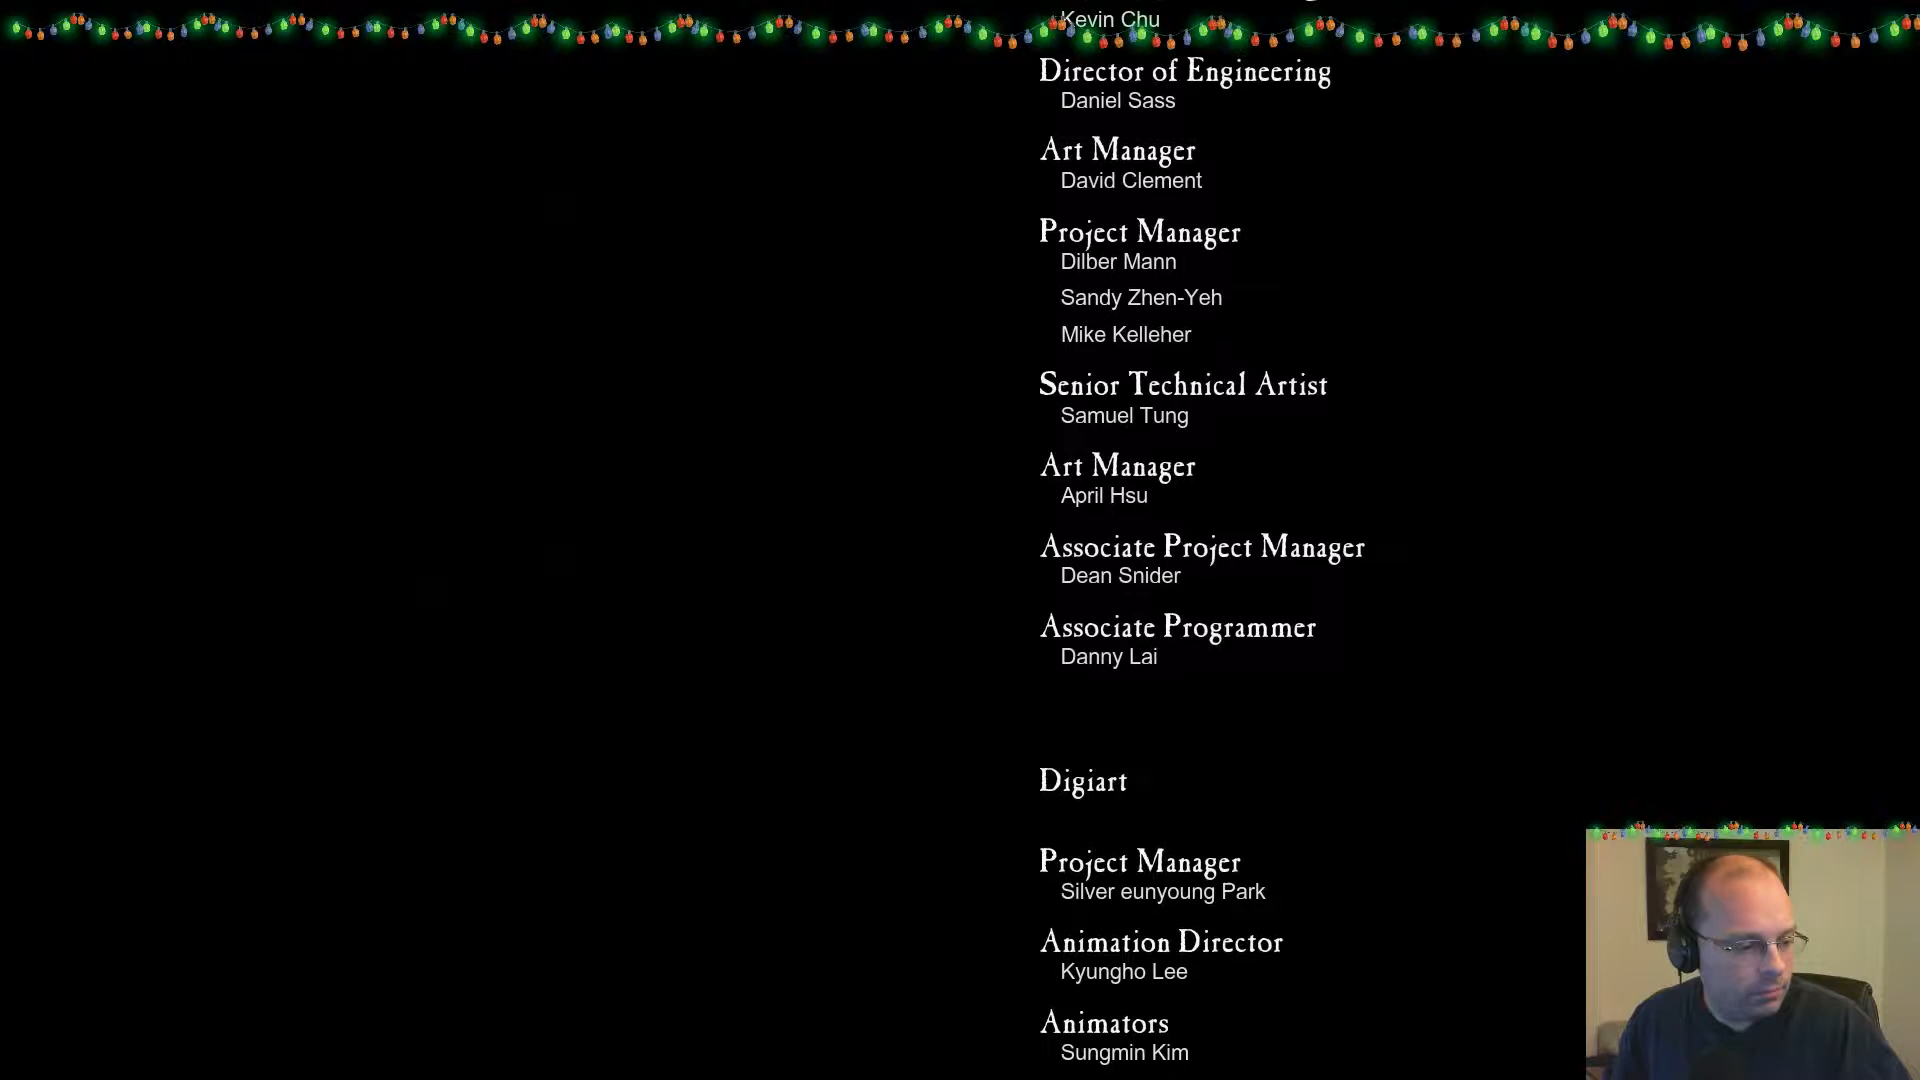 Kevin Chu
Director of Engineering
Daniel Sass
Art Manager
David Clement
Project Manager
Dilber Mann
Sandy Zhen-Yeh
Mike Kelleher
Senior Technical Artist
Samuel Tung
Art Manager
April Hsu
Associate Project Manager
Dean Snider
Associate Programmer
Danny Lai
Digiart
Project Manager
Silver eunyoung Park
Animation Director
Kyungho Lee
Animators
Sungmin Kim